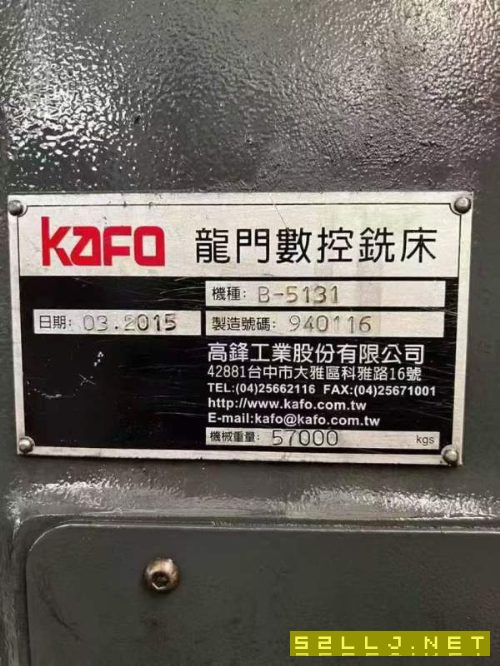 KAFO 龍門數控銑床
機種: B-5131
日期: 03.2015 製造號碼: 940116
高鋒工業股份有限公司
42881台中市大雅區科雅路16號
TEL:(04)25662116 FAX:(04)25671001
http://www.kafo.com.tw
E-mail:kafo@kafo.com.tw
機械重量: 57000 kgs
52LLJ.NET